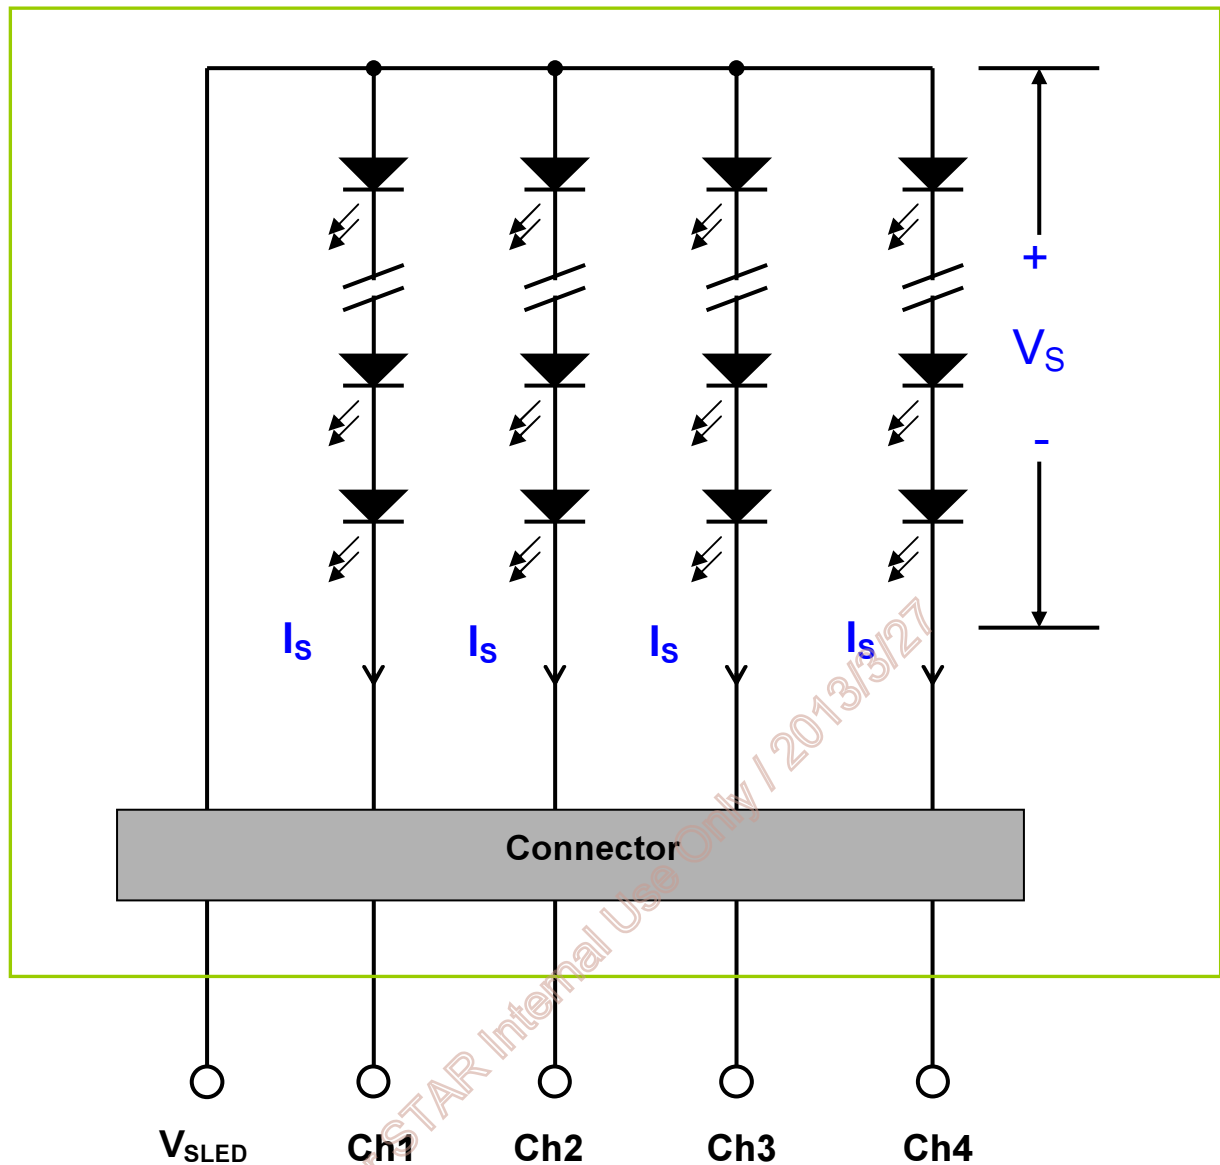 +
VS
-
IS IS IS IS
Connector
VSLED Ch1 Ch2 Ch3 Ch4
STAR Internal Use Only / 2013/3/27